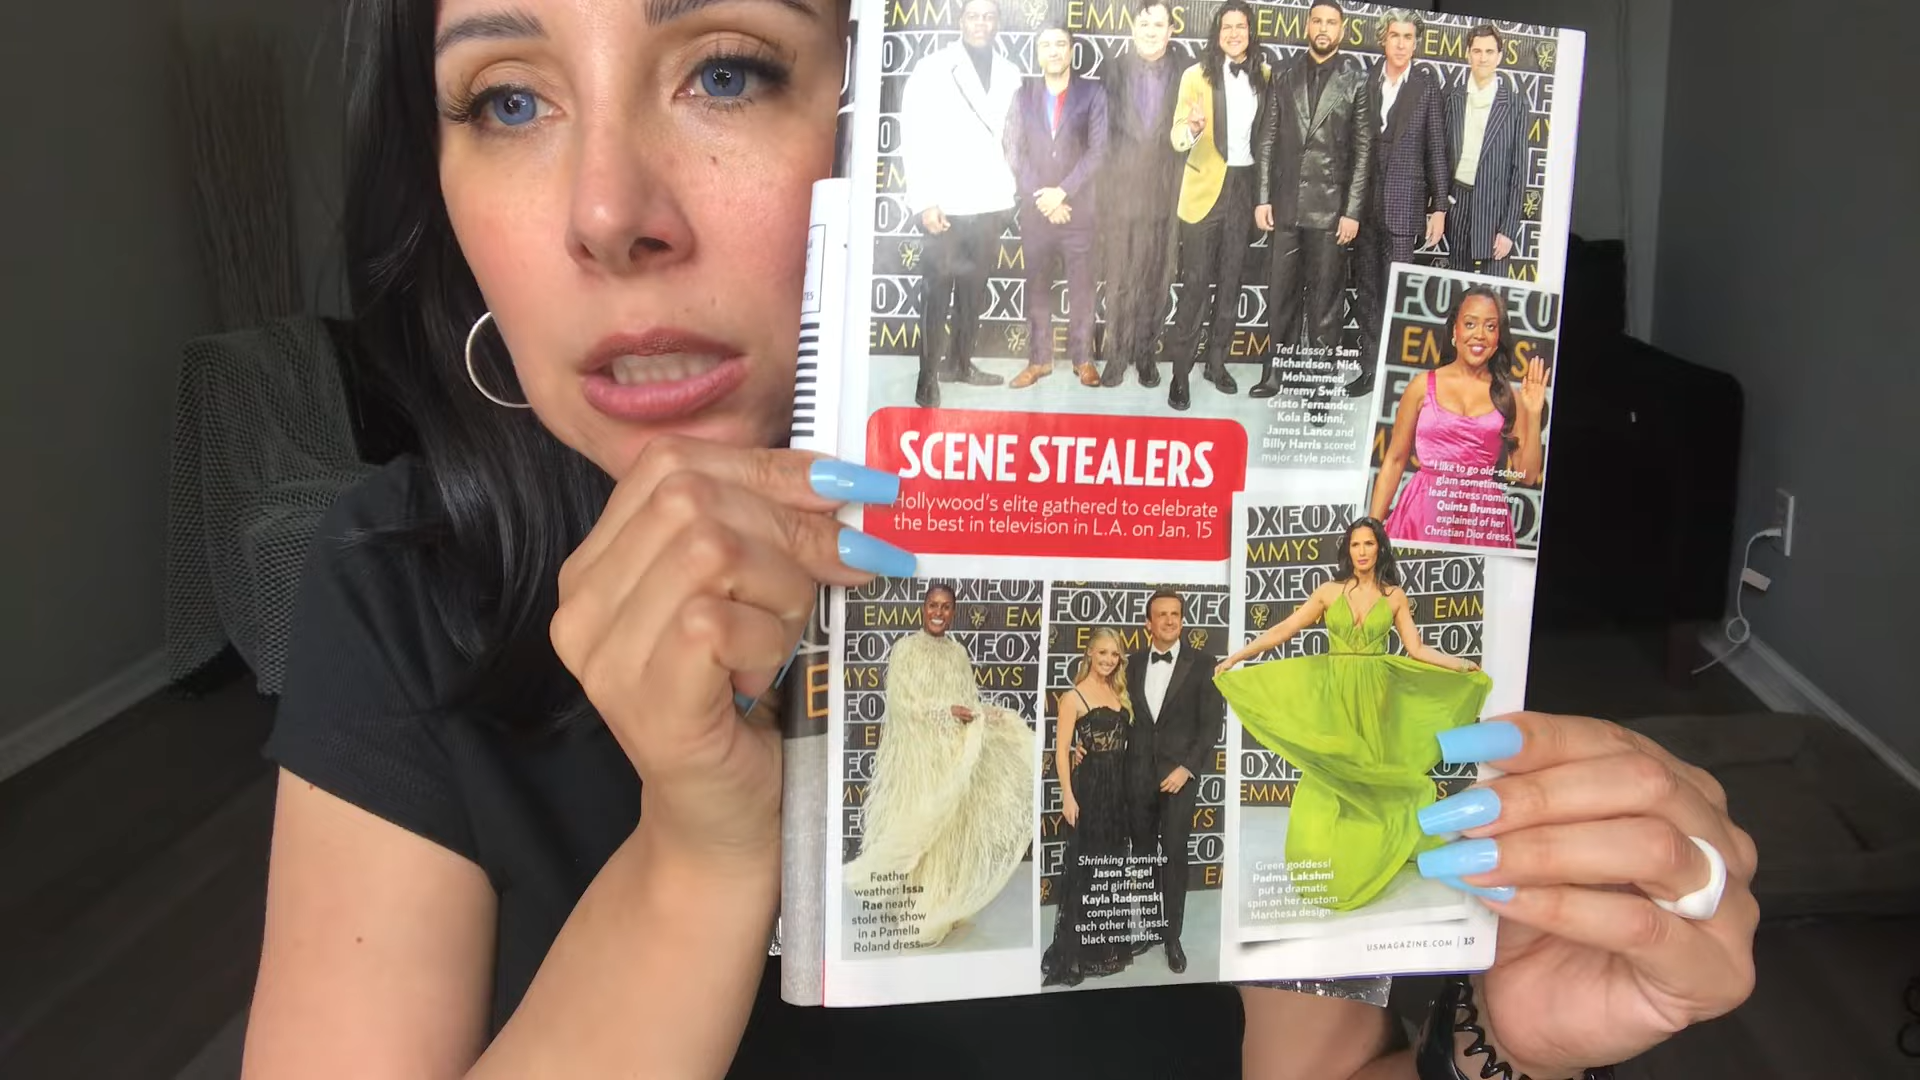 Ted Lasso's Sam
Richardson, Nick
Mohammed,
Jeremy Swift,
Cristo Fernandez,
Kola Bokinni,
James Lance and
Billy Harris scored
major style points.
SCENE STEALERS
Hollywood's elite gathered to celebrate
the best in television in L.A. on Jan. 15
"I like to go old-school
glam sometimes,"
lead actress nominee
Quinta Brunson
explained of her
Christian Dior dress.
Feather
weather: Issa
Rae nearly
stole the show
in a Pamella
Roland dress.
Shrinking nominee
Jason Segel
and girlfriend
Kayla Radomski
complemented
each other in classic
black ensembles.
Green goddess!
Padma Lakshmi
put a dramatic
spin on her custom
Marchesa design.
USMAGAZINE.COM | 13
EMMYS
FOX